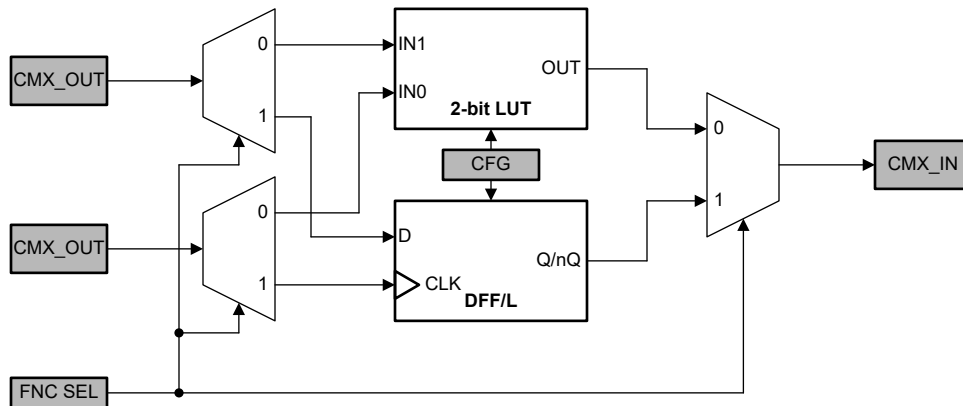 CMX_OUT
0
1
IN1
IN0
OUT
2-bit LUT
0
1
CMX_IN
CFG
CMX_OUT
0
1
D
CLK
Q/nQ
DFF/L
FNC SEL